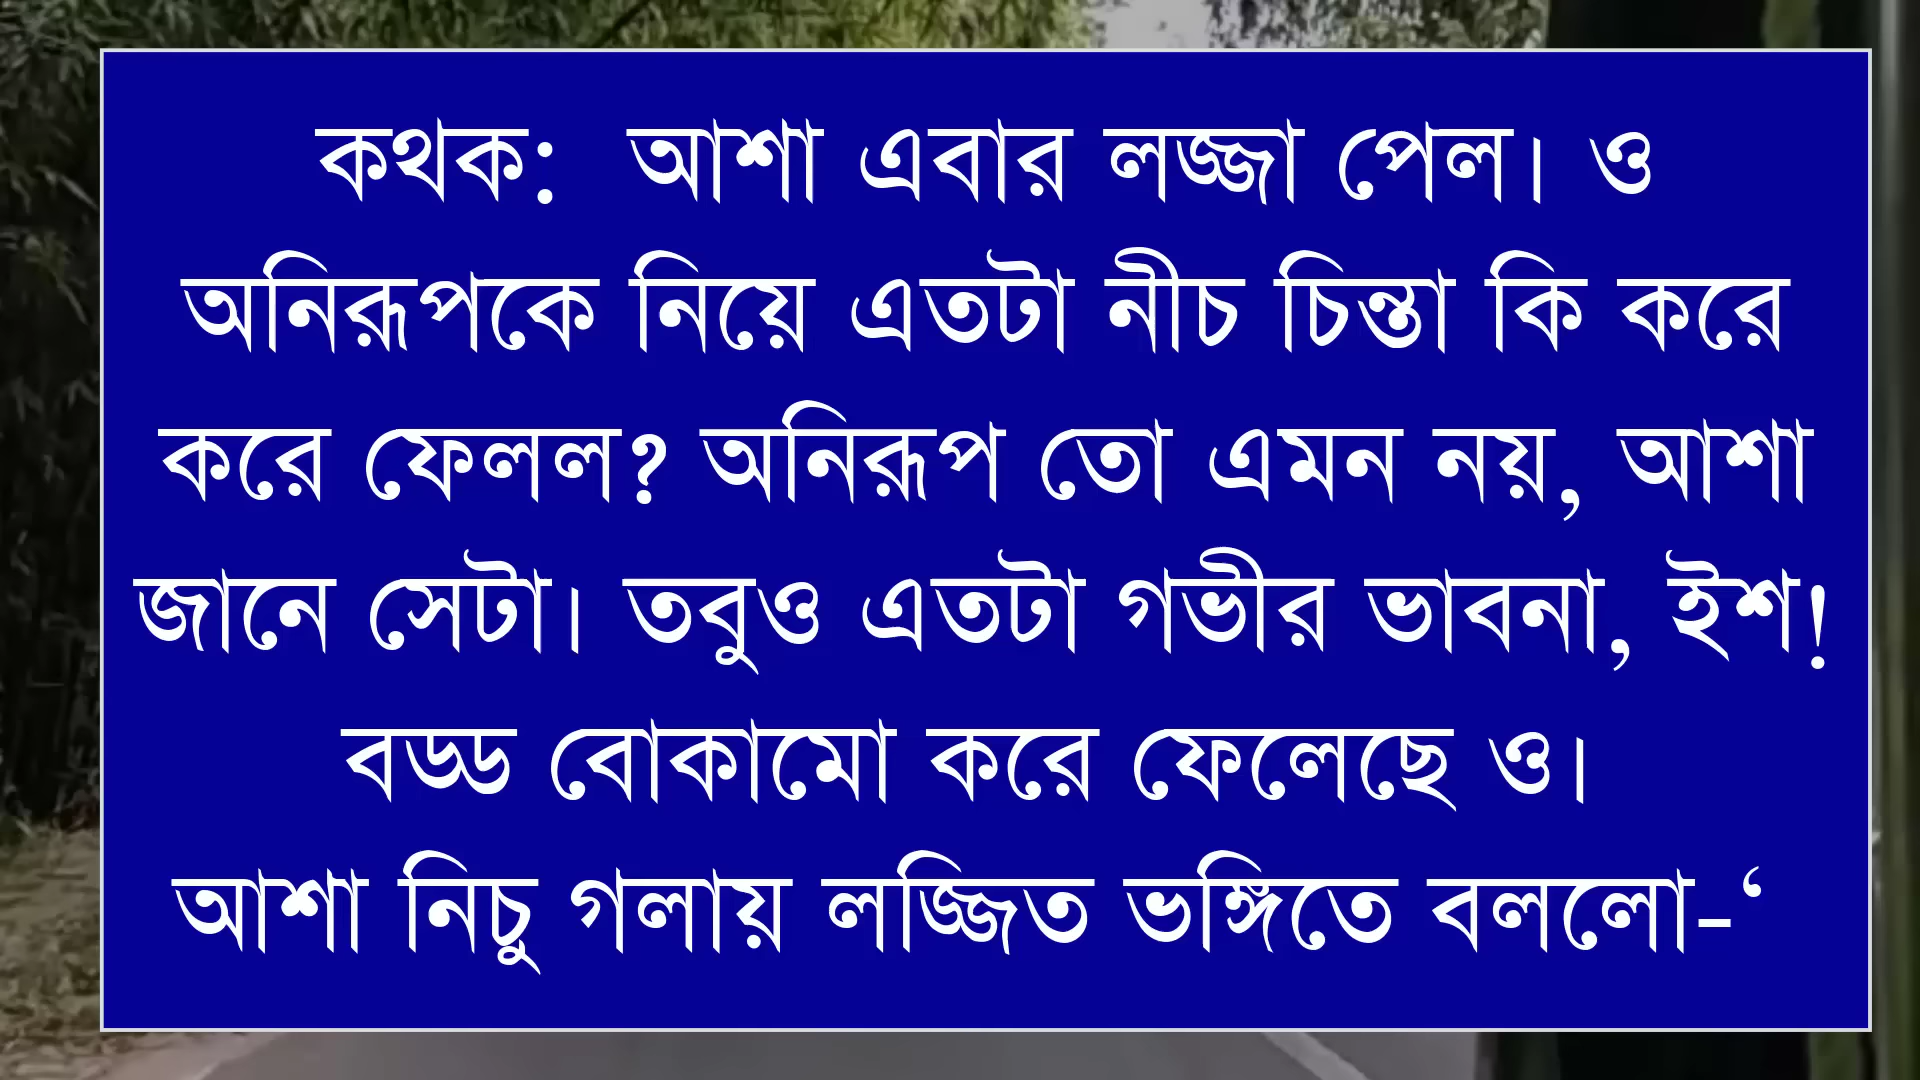 কথক:  আশা এবার লজ্জা পেল। ও
অনিরূপকে নিয়ে এতটা নীচ চিন্তা কি করে
করে ফেলল? অনিরূপ তো এমন নয়, আশা
জানে সেটা। তবুও এতটা গভীর ভাবনা, ইশ!
বড্ড বোকামো করে ফেলেছে ও।
আশা নিচু গলায় লজ্জিত ভঙ্গিতে বললো-‘